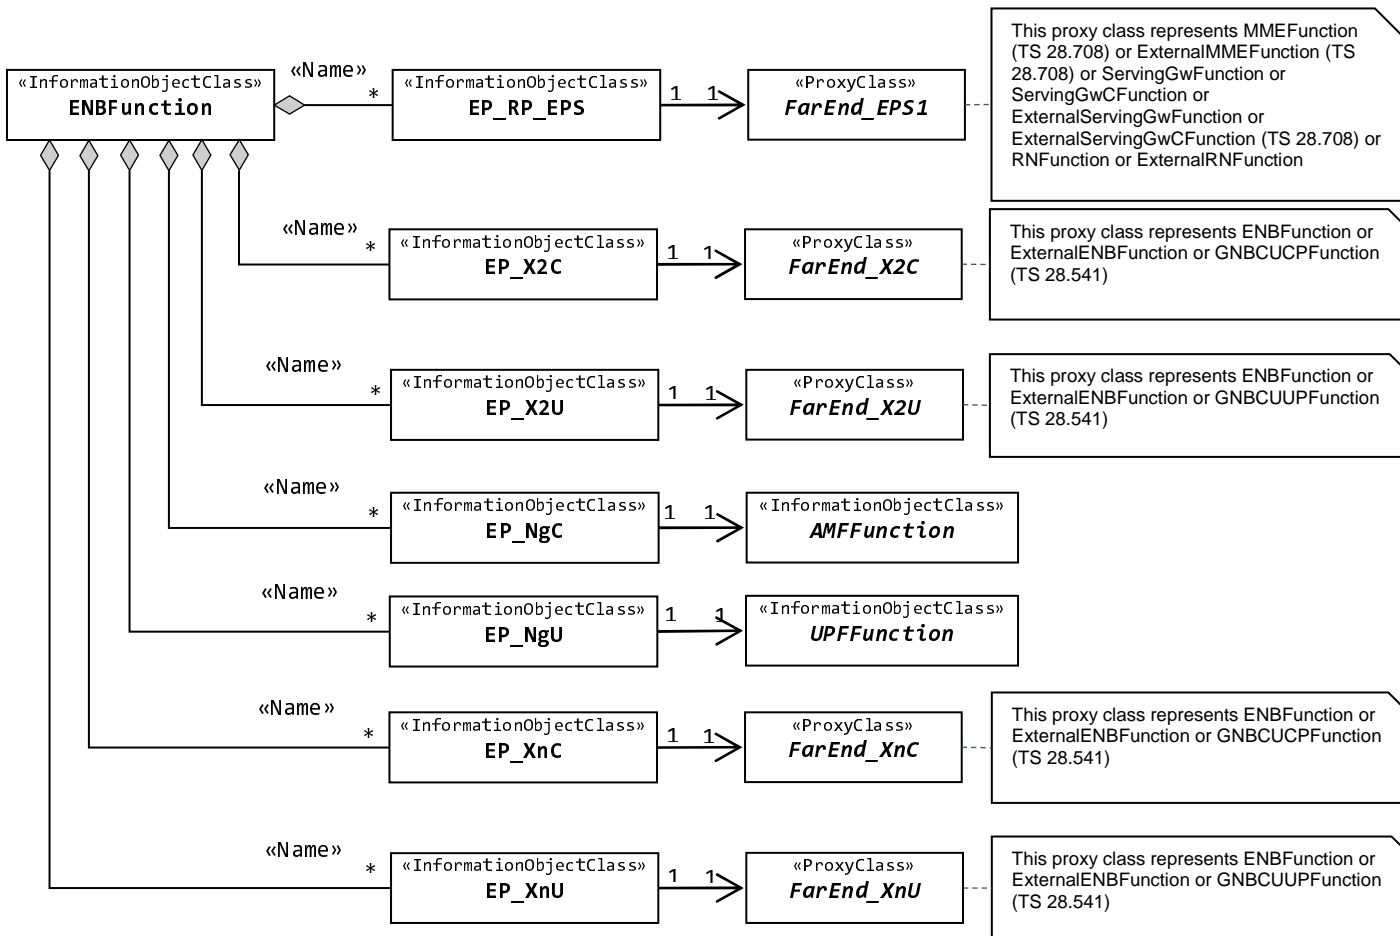 «InformationObjectClass»
ENBFunction
«Name»
*
«InformationObjectClass»
EP_RP_EPS
1 1
«ProxyClass»
FarEnd_EPS1
This proxy class represents MMEFunction
(TS 28.708) or ExternalMMEFunction (TS
28.708) or ServingGwFunction or
ServingGwCFunction or
ExternalServingGwFunction or
ExternalServingGwCFunction (TS 28.708) or
RNFunction or ExternalRNFunction
«Name»
*
«InformationObjectClass»
EP_X2C
1 1
«ProxyClass»
FarEnd_X2C
This proxy class represents ENBFunction or
ExternalENBFunction or GNBCUCPFunction
(TS 28.541)
«Name»
*
«InformationObjectClass»
EP_X2U
1 1
«ProxyClass»
FarEnd_X2U
This proxy class represents ENBFunction or
ExternalENBFunction or GNBCUUPFunction
(TS 28.541)
«Name»
*
«InformationObjectClass»
EP_NgC
1 1
«InformationObjectClass»
AMFFunction
«Name»
*
«InformationObjectClass»
EP_NgU
1 1
«InformationObjectClass»
UPFFunction
«Name»
*
«InformationObjectClass»
EP_XnC
1 1
«ProxyClass»
FarEnd_XnC
This proxy class represents ENBFunction or
ExternalENBFunction or GNBCUCPFunction
(TS 28.541)
«Name»
*
«InformationObjectClass»
EP_XnU
1 1
«ProxyClass»
FarEnd_XnU
This proxy class represents ENBFunction or
ExternalENBFunction or GNBCUUPFunction
(TS 28.541)